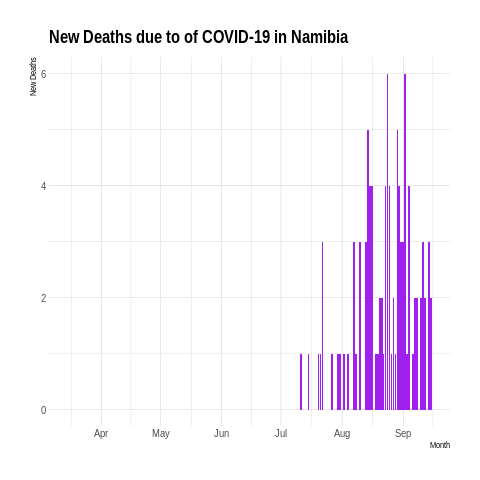 New Deaths due to of COVID-19 in Namibia
New Deaths
6
4
2
0
Apr May Jun Jul Aug Sep
Month